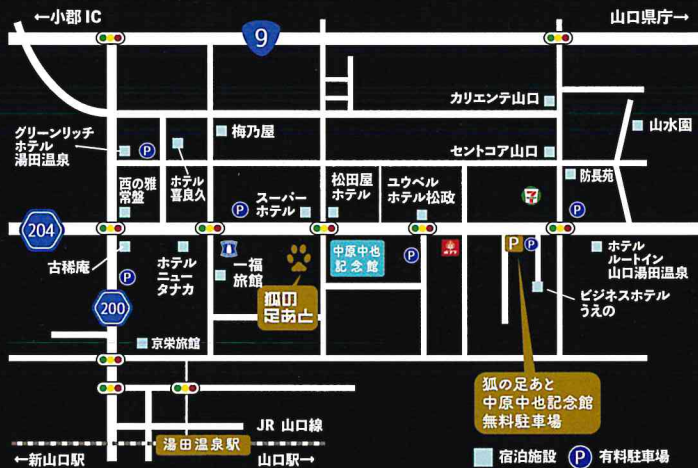 ←小郡IC
9
山口県庁→
カリエンテ山口
グリーンリッチ
ホテル
湯田温泉
P
ホテル
喜良久
梅乃屋
セントコア山口
山水園
西の雅
常盤
P
スーパー
ホテル
松田屋
ホテル
ユウベル
ホテル松政
7
防長苑
P
204
古稀庵
P
ホテル
ニュー
タナカ
一福
旅館
狐の
足あと
中原中也
記念館
P
P
P
ホテル
ルートイン
山口湯田温泉
ビジネスホテル
うえの
200
京栄旅館
狐の足あと
中原中也記念館
無料駐車場
JR 山口線
湯田温泉駅
←新山口駅
山口駅→
宿泊施設
P
有料駐車場